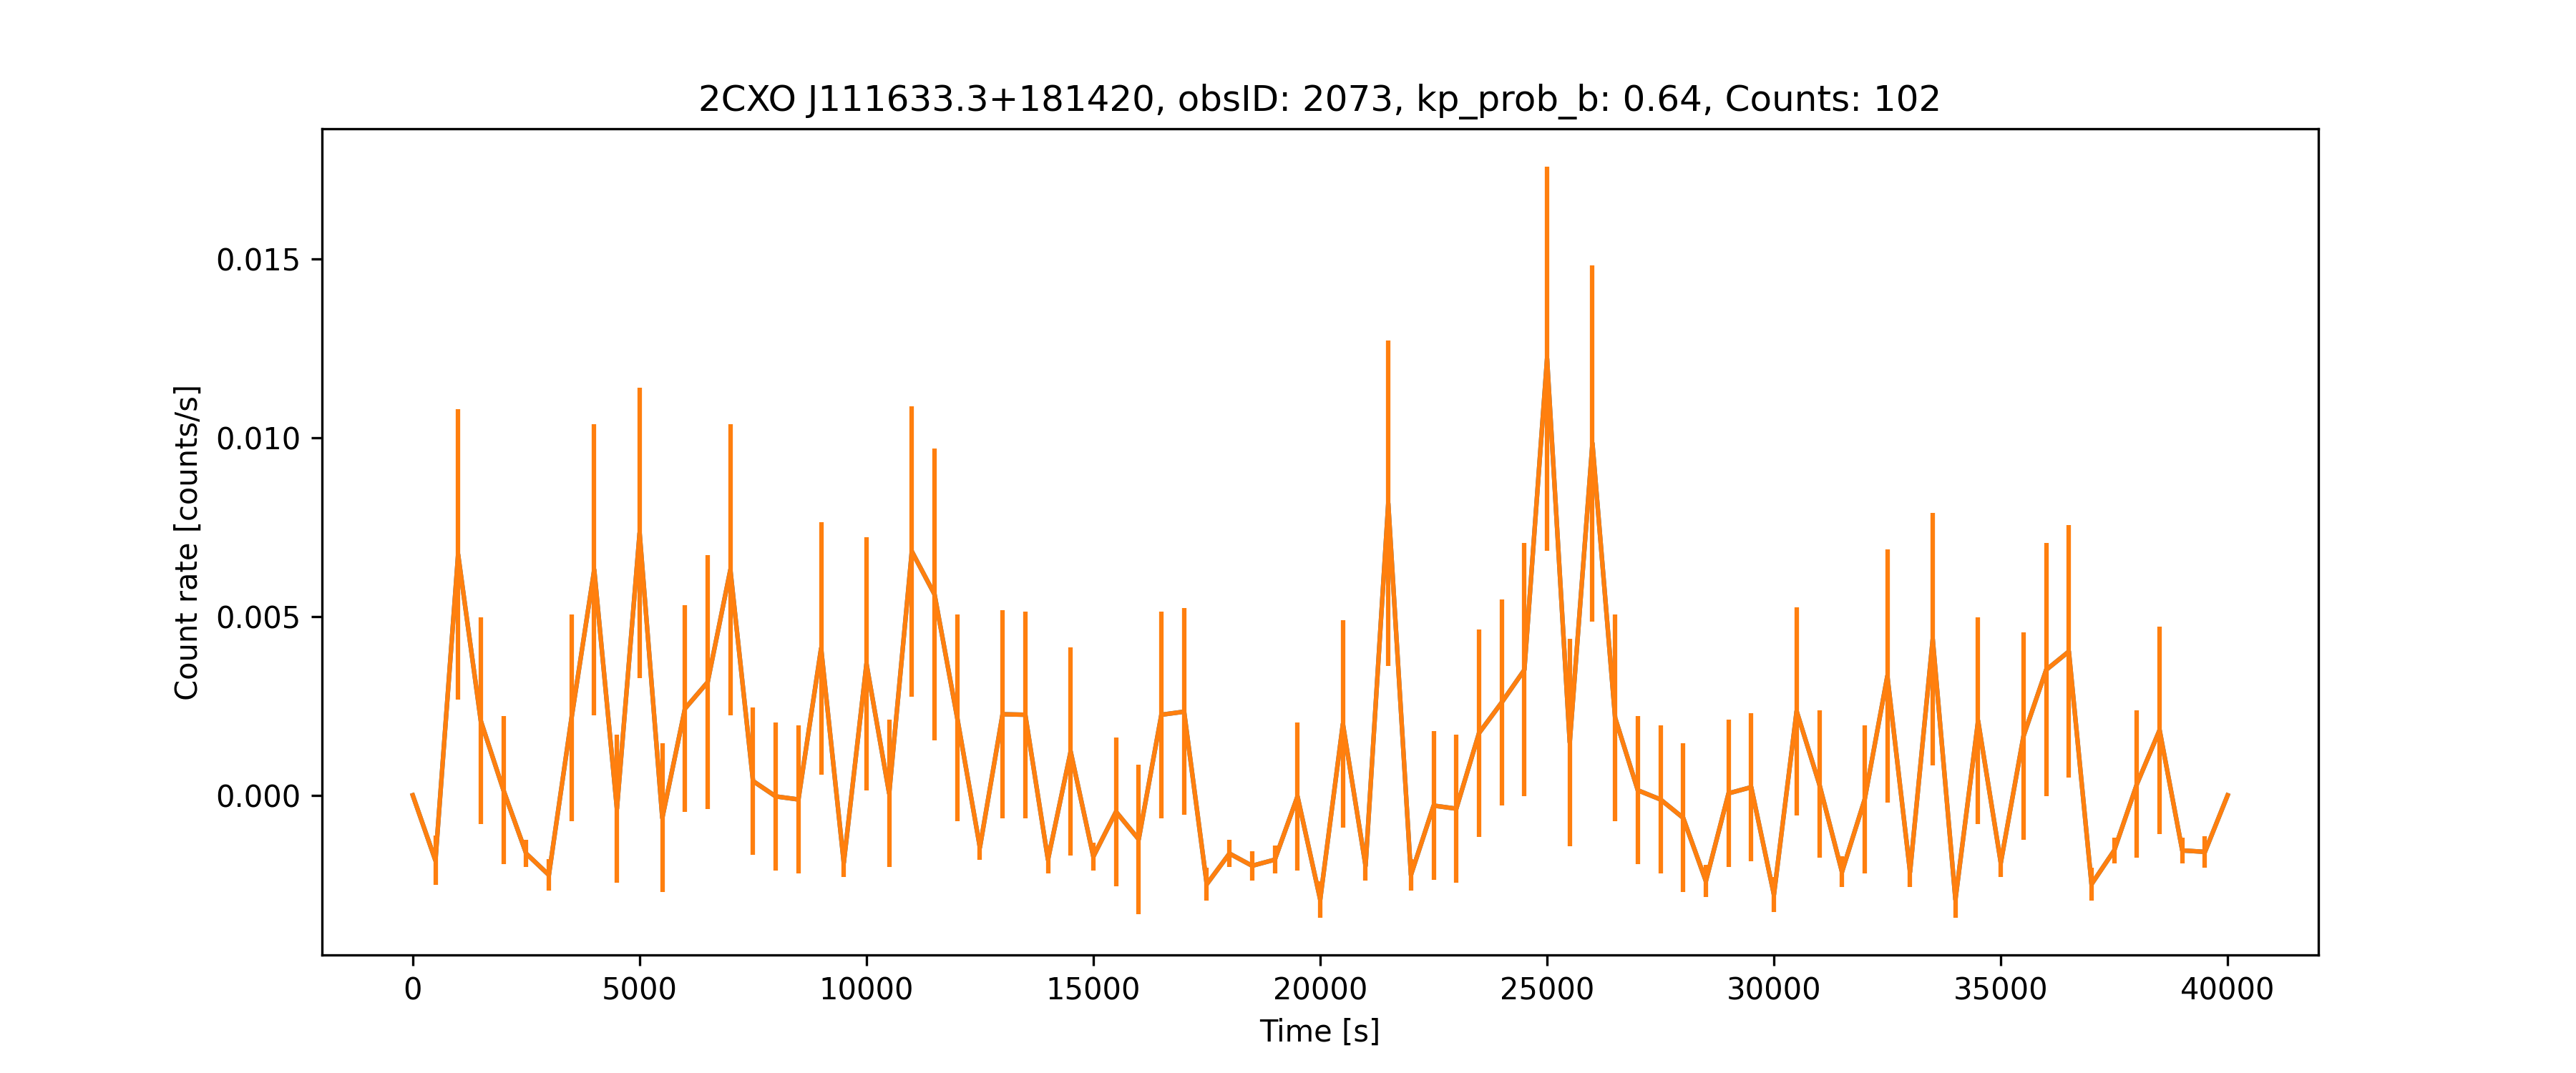 2CXO J111633.3+181420, obsID: 2073, kp_prob_b: 0.64, Counts: 102
Count rate [counts/s]
0.015
0.010
0.005
0.000
0 5000 10000 15000 20000 25000 30000 35000 40000
Time [s]